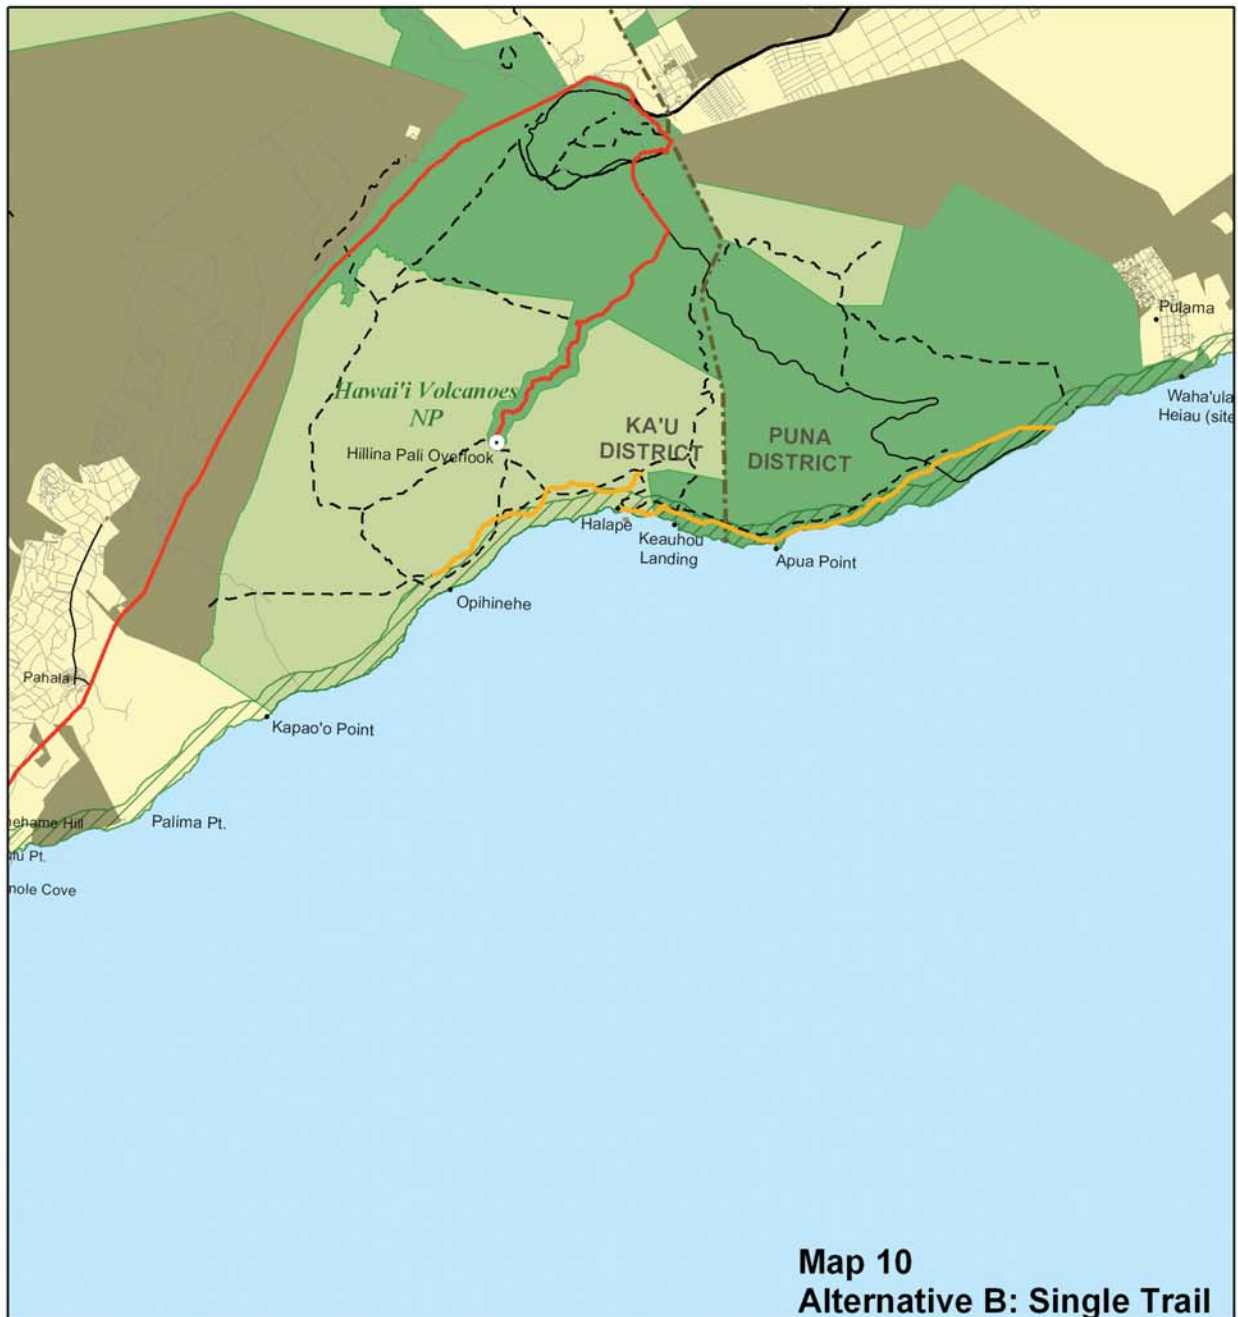 Pulama
Waha'ula
Heiau (site
Hawai'i Volcanoes
NP
KA'U
DISTRICT
PUNA
DISTRICT
Hillina Pali Overlook
Halape
Keauhou
Landing
Apua Point
Opihinehe
Pahala
Kapao'o Point
Palima Pt.
Hill
Pt.
Cove
Map 10
Alternative B: Single Trail